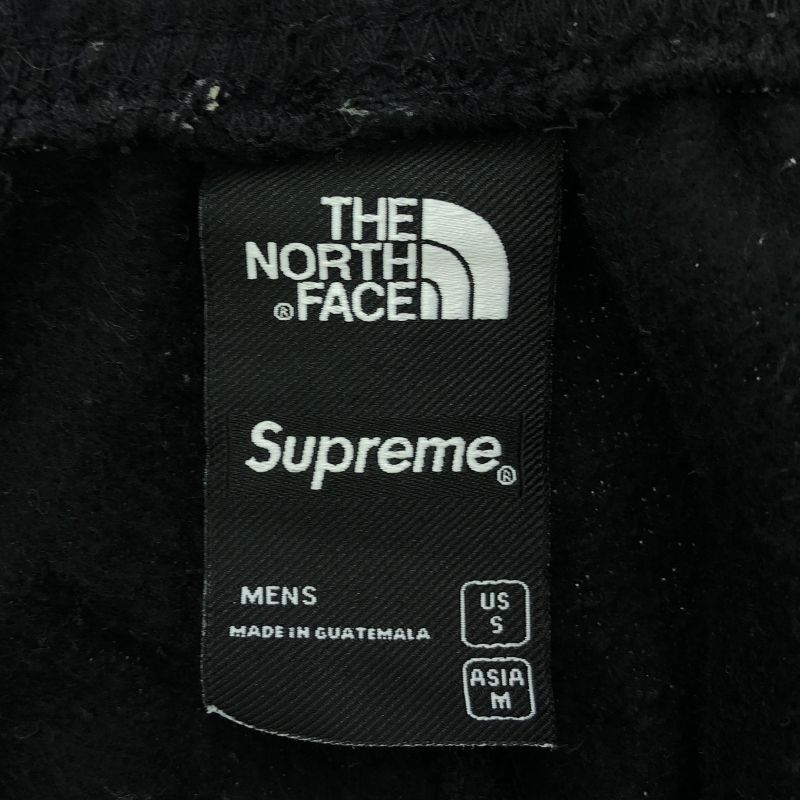 THE
NORTH
® FACE
Supreme®
MENS
MADE IN GUATEMALA
US
S
ASIA
M